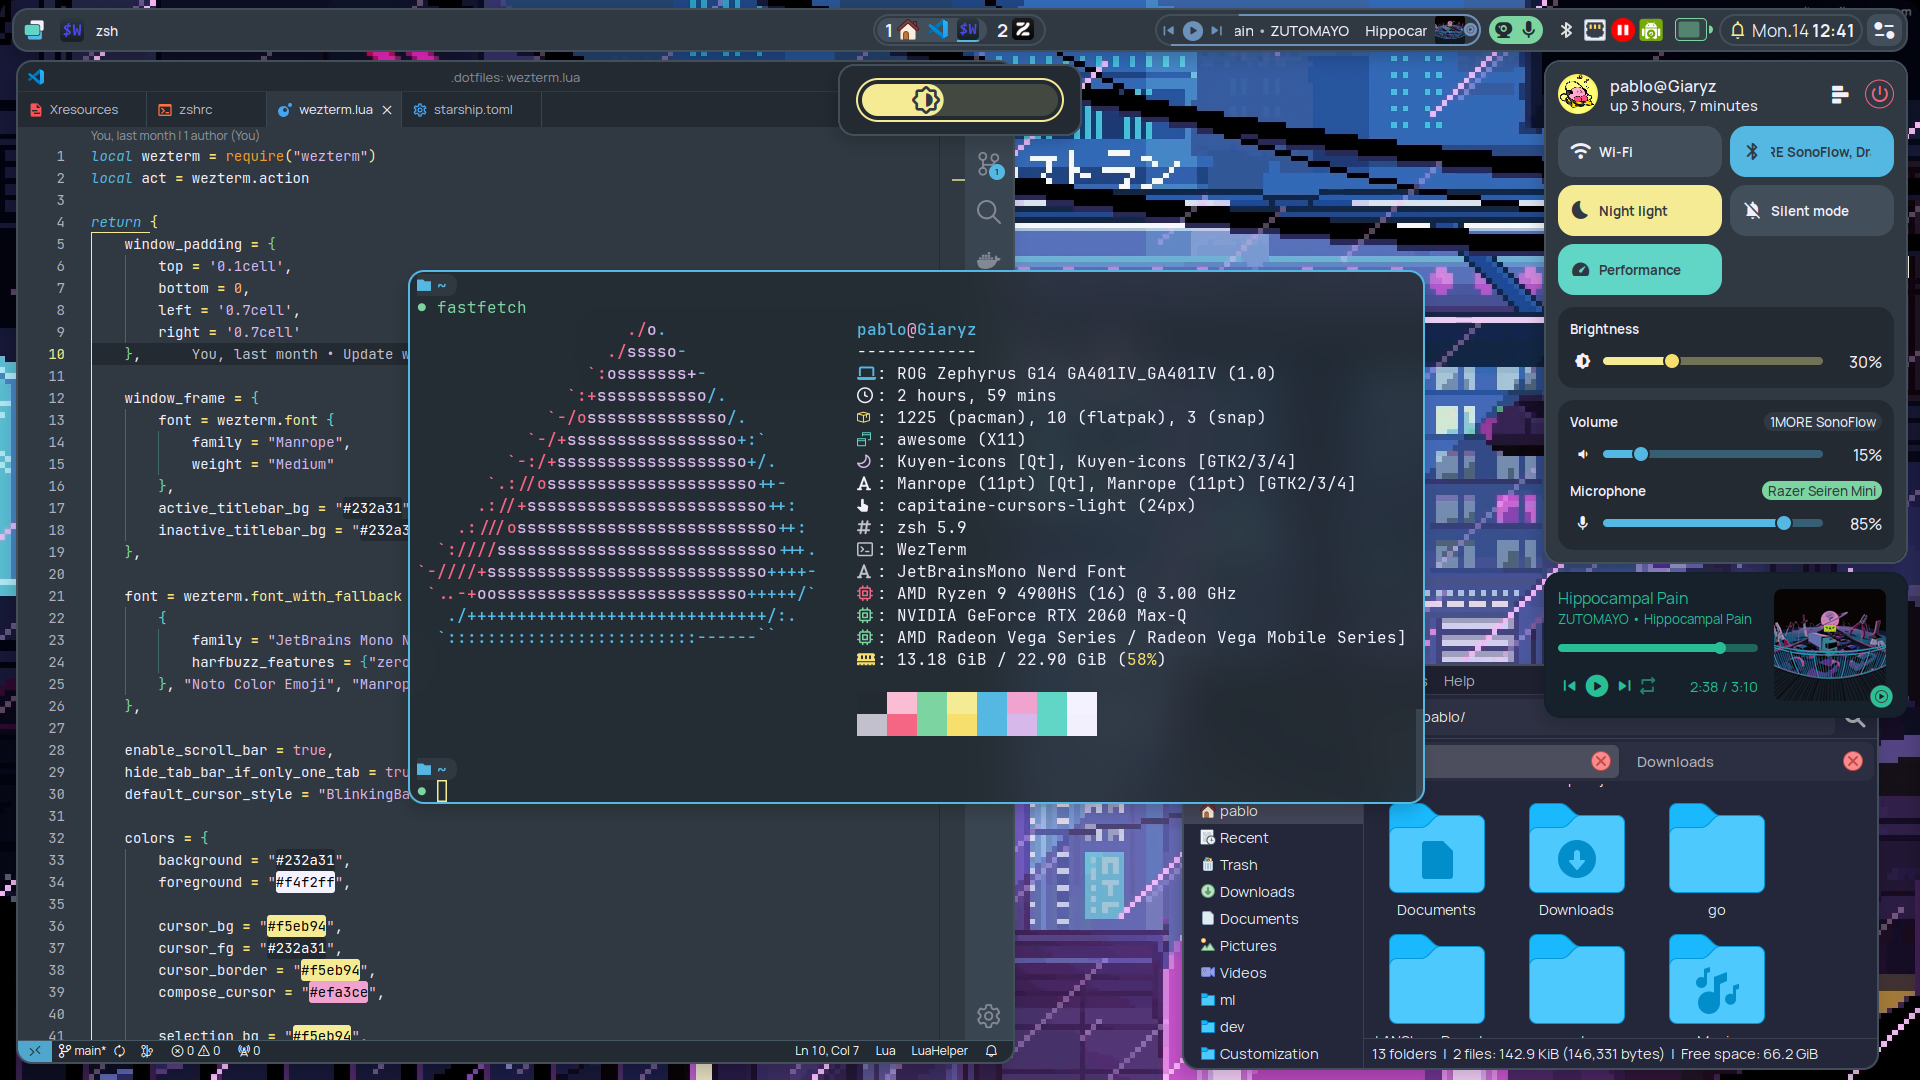 $W zsh
1 $W 2
ain • ZUTOMAYO Hippocar
Mon.14 12:41
.dotfiles: wezterm.lua
Xresources
zshrc
wezterm.lua
starship.toml
You, last month | 1 author (You)
1 local wezterm = require("wezterm")
2 local act = wezterm.action
3
4 return {
5 window_padding = {
6 top = '0.1cell',
7 bottom = 0,
8 left = '0.7cell',
9 right = '0.7cell'
10 }, You, last month • Update w
11
12 window_frame = {
13 font = wezterm.font {
14 family = "Manrope",
15 weight = "Medium"
16 },
17 active_titlebar_bg = "#232a31"
18 inactive_titlebar_bg = "#232a3
19 },
20
21 font = wezterm.font_with_fallback
22 {
23 family = "JetBrains Mono N
24 harfbuzz_features = {"zero
25 }, "Noto Color Emoji", "Manrop
26 },
27
28 enable_scroll_bar = true,
29 hide_tab_bar_if_only_one_tab = tru
30 default_cursor_style = "BlinkingBa
31
32 colors = {
33 background = "#232a31",
34 foreground = "#f4f2ff",
35
36 cursor_bg = "#f5eb94",
37 cursor_fg = "#232a31",
38 cursor_border = "#f5eb94",
39 compose_cursor = "#efa3ce",
40
41 selection_bg = "#f5eb94",
main* 0 0 0
Ln 10, Col 7 Lua LuaHelper
1
ストラン
~
fastfetch
./o.
./sssso-
`:osssssss+-
`:+sssssssssso/.
`-/ossssssssssssso/.
`-/+sssssssssssssssso+:`
`-:/+sssssssssssssssssso+/.
`.://osssssssssssssssssssso++-
.://+ssssssssssssssssssssssso++:
.:///ossssssssssssssssssssssssso++:
`:////ssssssssssssssssssssssssssso+++.
`-////+ssssssssssssssssssssssssssso++++-
`..-+oosssssssssssssssssssssssso+++++/`
./++++++++++++++++++++++++++++++/:.
`:::::::::::::::::::::::::------``
pablo@Giaryz
------------
: ROG Zephyrus G14 GA401IV_GA401IV (1.0)
: 2 hours, 59 mins
: 1225 (pacman), 10 (flatpak), 3 (snap)
: awesome (X11)
: Kuyen-icons [Qt], Kuyen-icons [GTK2/3/4]
: Manrope (11pt) [Qt], Manrope (11pt) [GTK2/3/4]
: capitaine-cursors-light (24px)
# : zsh 5.9
: WezTerm
: JetBrainsMono Nerd Font
: AMD Ryzen 9 4900HS (16) @ 3.00 GHz
: NVIDIA GeForce RTX 2060 Max-Q
: AMD Radeon Vega Series / Radeon Vega Mobile Series]
: 13.18 GiB / 22.90 GiB (58%)
~
pablo@Giaryz
up 3 hours, 7 minutes
Wi-Fi
RE SonoFlow, Dr
Night light
Silent mode
Performance
Brightness
30%
Volume 1MORE SonoFlow
15%
Microphone Razer Seiren Mini
85%
Hippocampal Pain
ZUTOMAYO • Hippocampal Pain
2:38 / 3:10
s Help
pablo/
Downloads
pablo
Recent
Trash
Downloads
Documents
Pictures
Videos
ml
dev
Customization
Documents Downloads go
13 folders | 2 files: 142.9 KiB (146,331 bytes) | Free space: 66.2 GiB